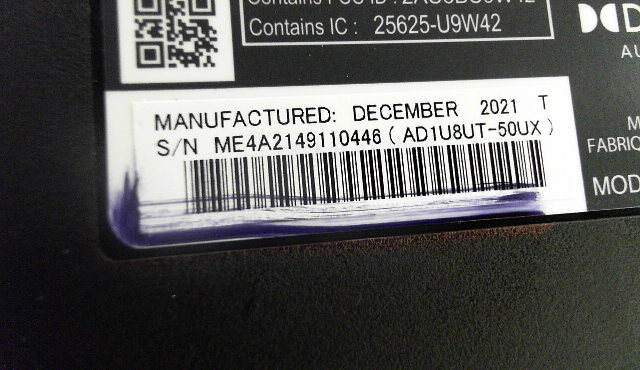 Contains IC : 25625-U9W42
MANUFACTURED: DECEMBER 2021 T
S/N ME4A2149110446 ( AD1U8UT-50UX )